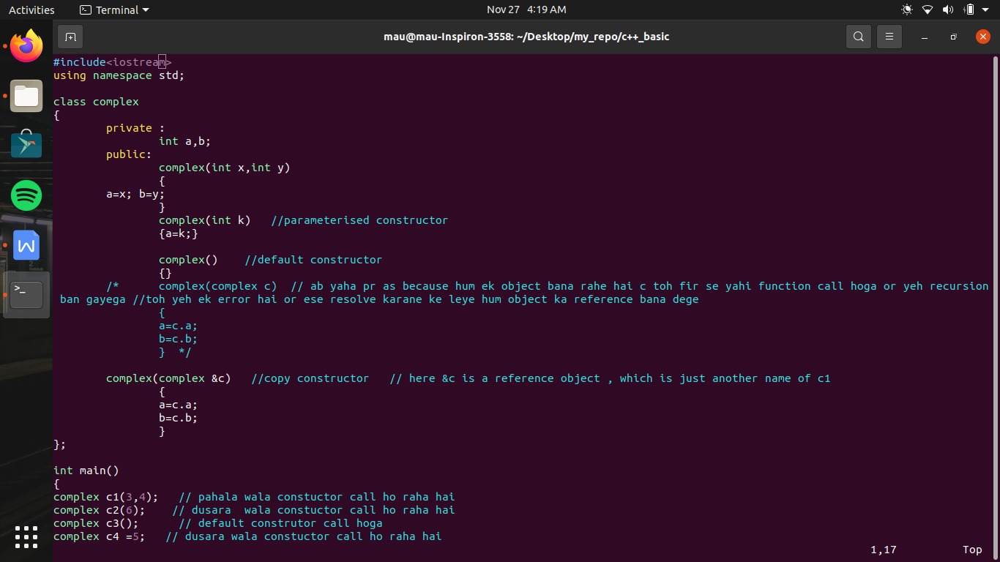 Activities Terminal Nov 27 4:19 AM
mau@mau-Inspiron-3558: ~/Desktop/my_repo/c++_basic
#include<iostream>
using namespace std;
class complex
{
private :
int a,b;
public:
complex(int x,int y)
{
a=x; b=y;
}
complex(int k) //parameterised constructor
{a=k;}
complex() //default constructor
{}
/* complex(complex c) // ab yaha pr as because hum ek object bana rahe hai c toh fir se yahi function call hoga or yeh recursion
ban gayega //toh yeh ek error hai or ese resolve karane ke leye hum object ka reference bana dege
{
a=c.a;
b=c.b;
} */
complex(complex &c) //copy constructor // here &c is a reference object , which is just another name of c1
{
a=c.a;
b=c.b;
}
};
int main()
{
complex c1(3,4); // pahala wala constuctor call ho raha hai
complex c2(6); // dusara wala constuctor call ho raha hai
complex c3(); // default construtor call hoga
complex c4 =5; // dusara wala constuctor call ho raha hai
1,17 Top